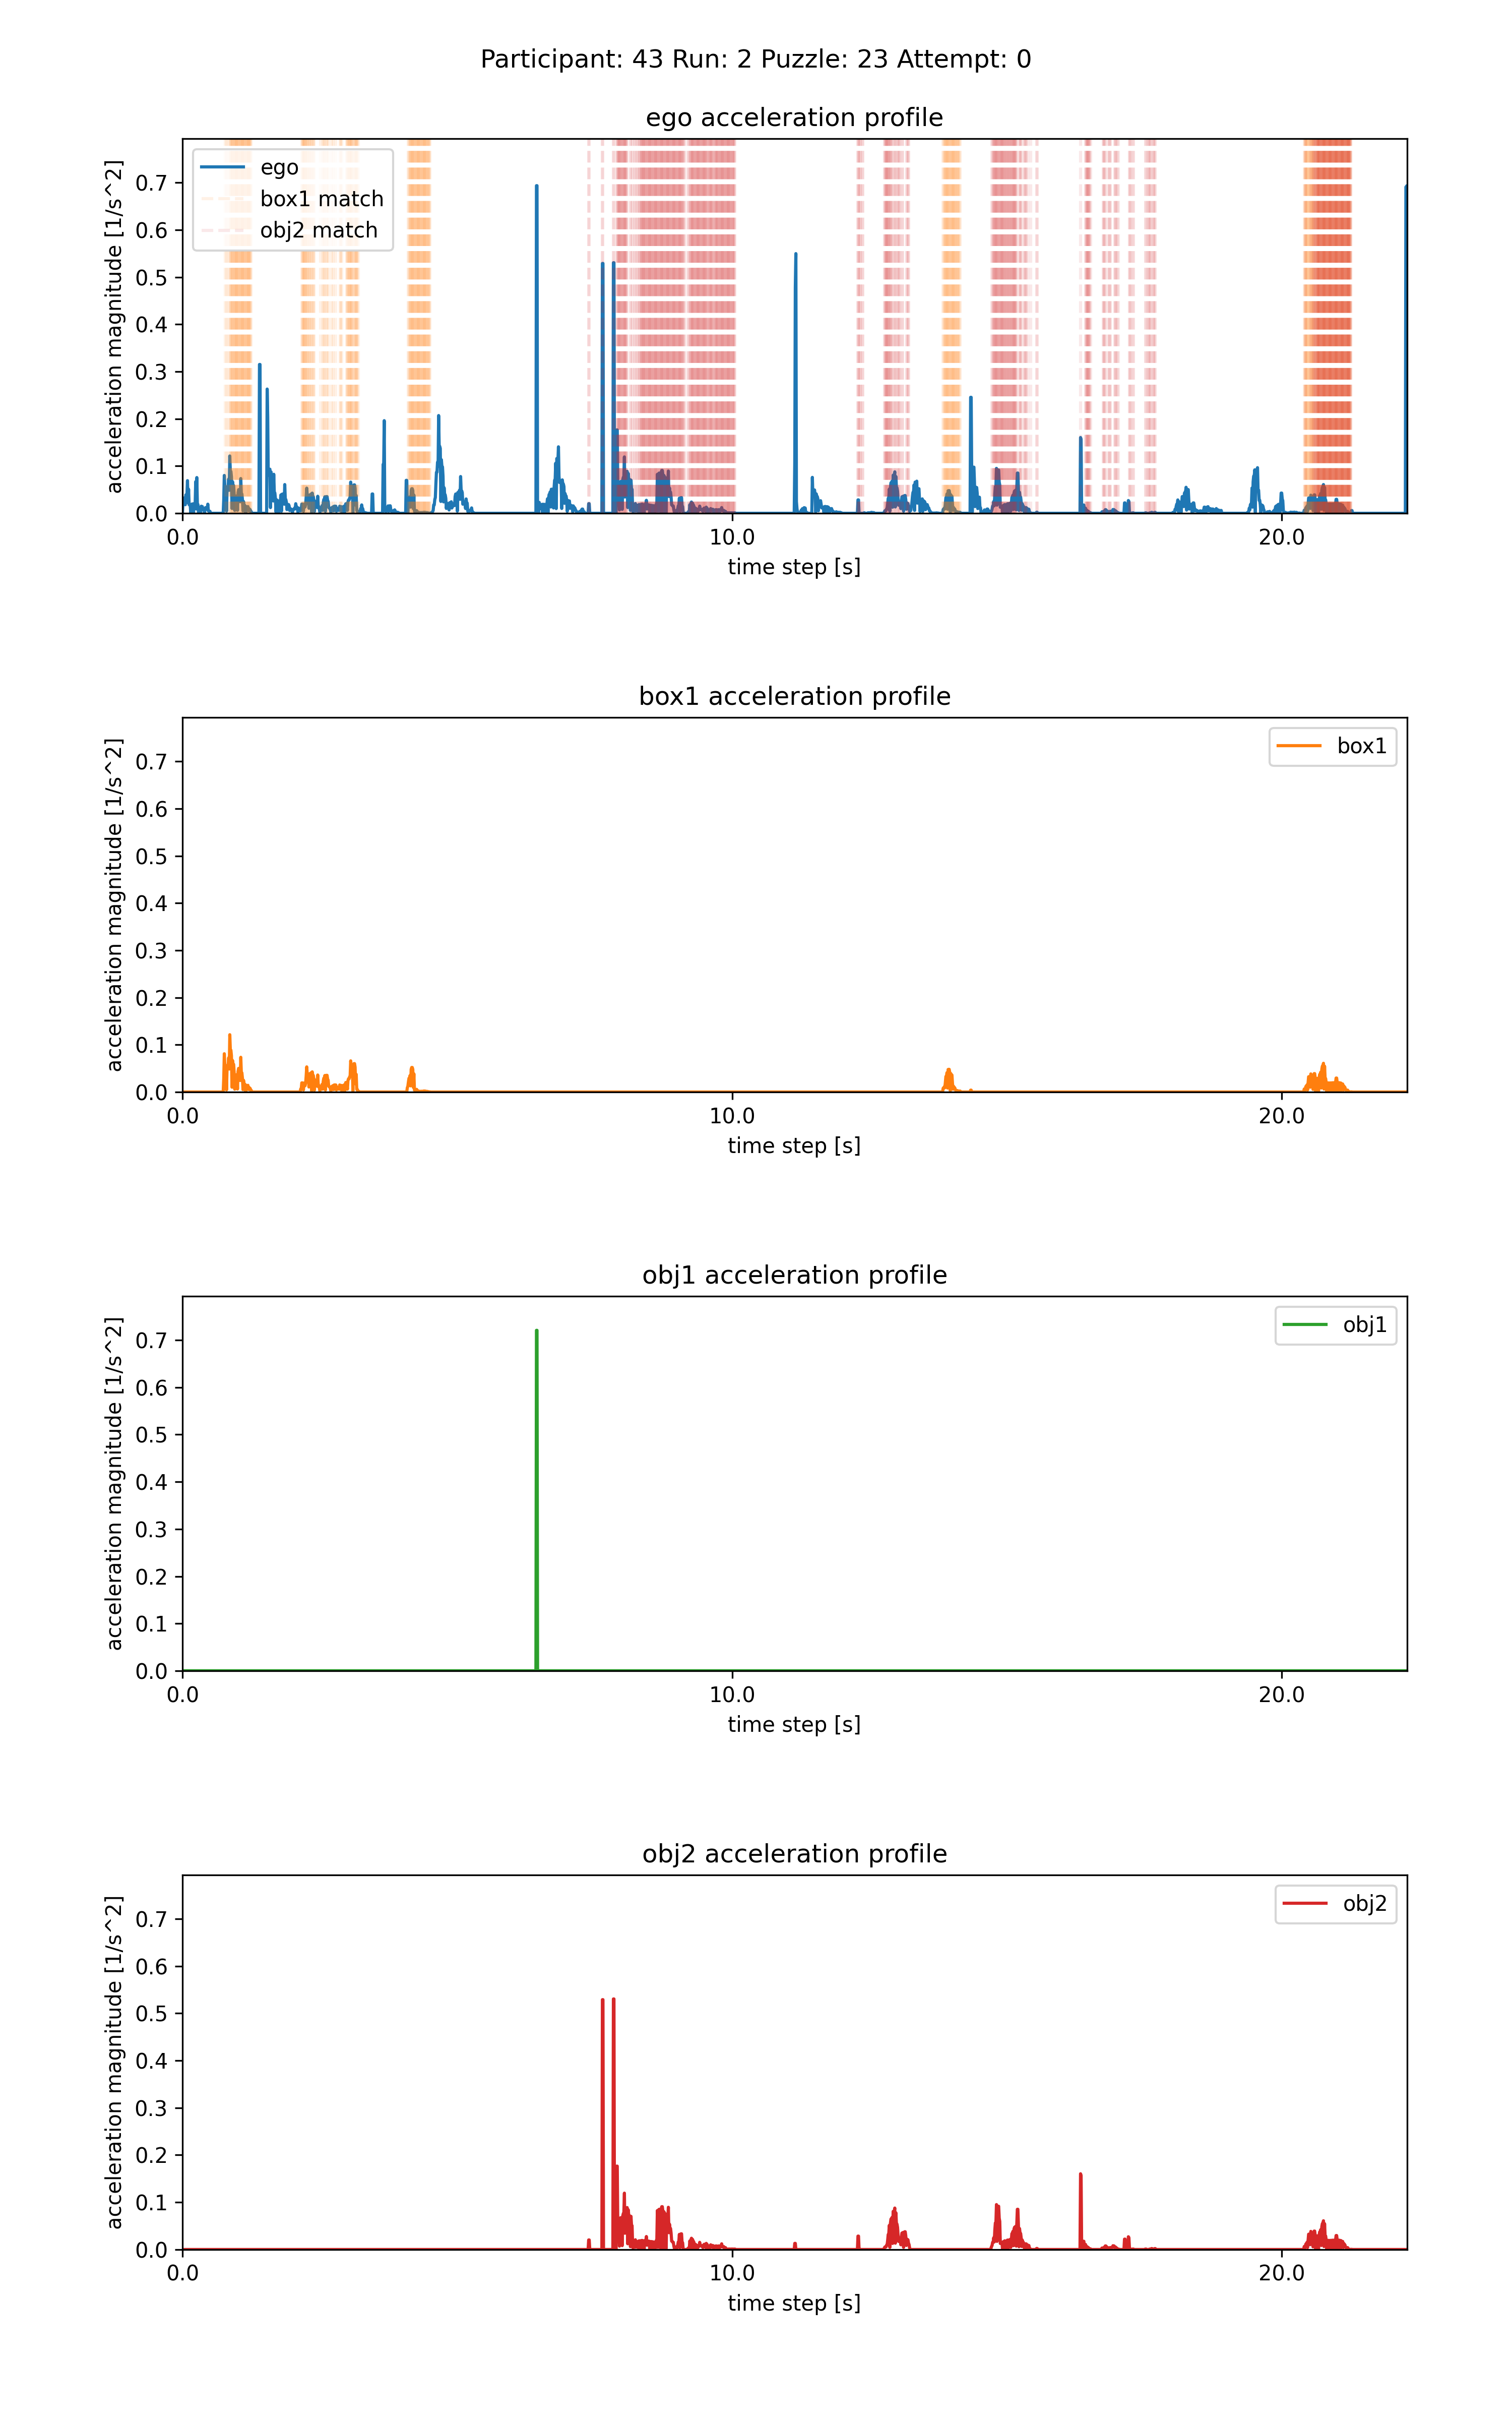 Participant: 43 Run: 2 Puzzle: 23 Attempt: 0
ego acceleration profile
acceleration magnitude [1/s^2]
0.7
0.6
0.5
0.4
0.3
0.2
0.1
0.0
ego
box1 match
obj2 match
0.0 10.0 20.0
time step [s]
box1 acceleration profile
acceleration magnitude [1/s^2]
0.7
0.6
0.5
0.4
0.3
0.2
0.1
0.0
box1
0.0 10.0 20.0
time step [s]
obj1 acceleration profile
acceleration magnitude [1/s^2]
0.7
0.6
0.5
0.4
0.3
0.2
0.1
0.0
obj1
0.0 10.0 20.0
time step [s]
obj2 acceleration profile
acceleration magnitude [1/s^2]
0.7
0.6
0.5
0.4
0.3
0.2
0.1
0.0
obj2
0.0 10.0 20.0
time step [s]